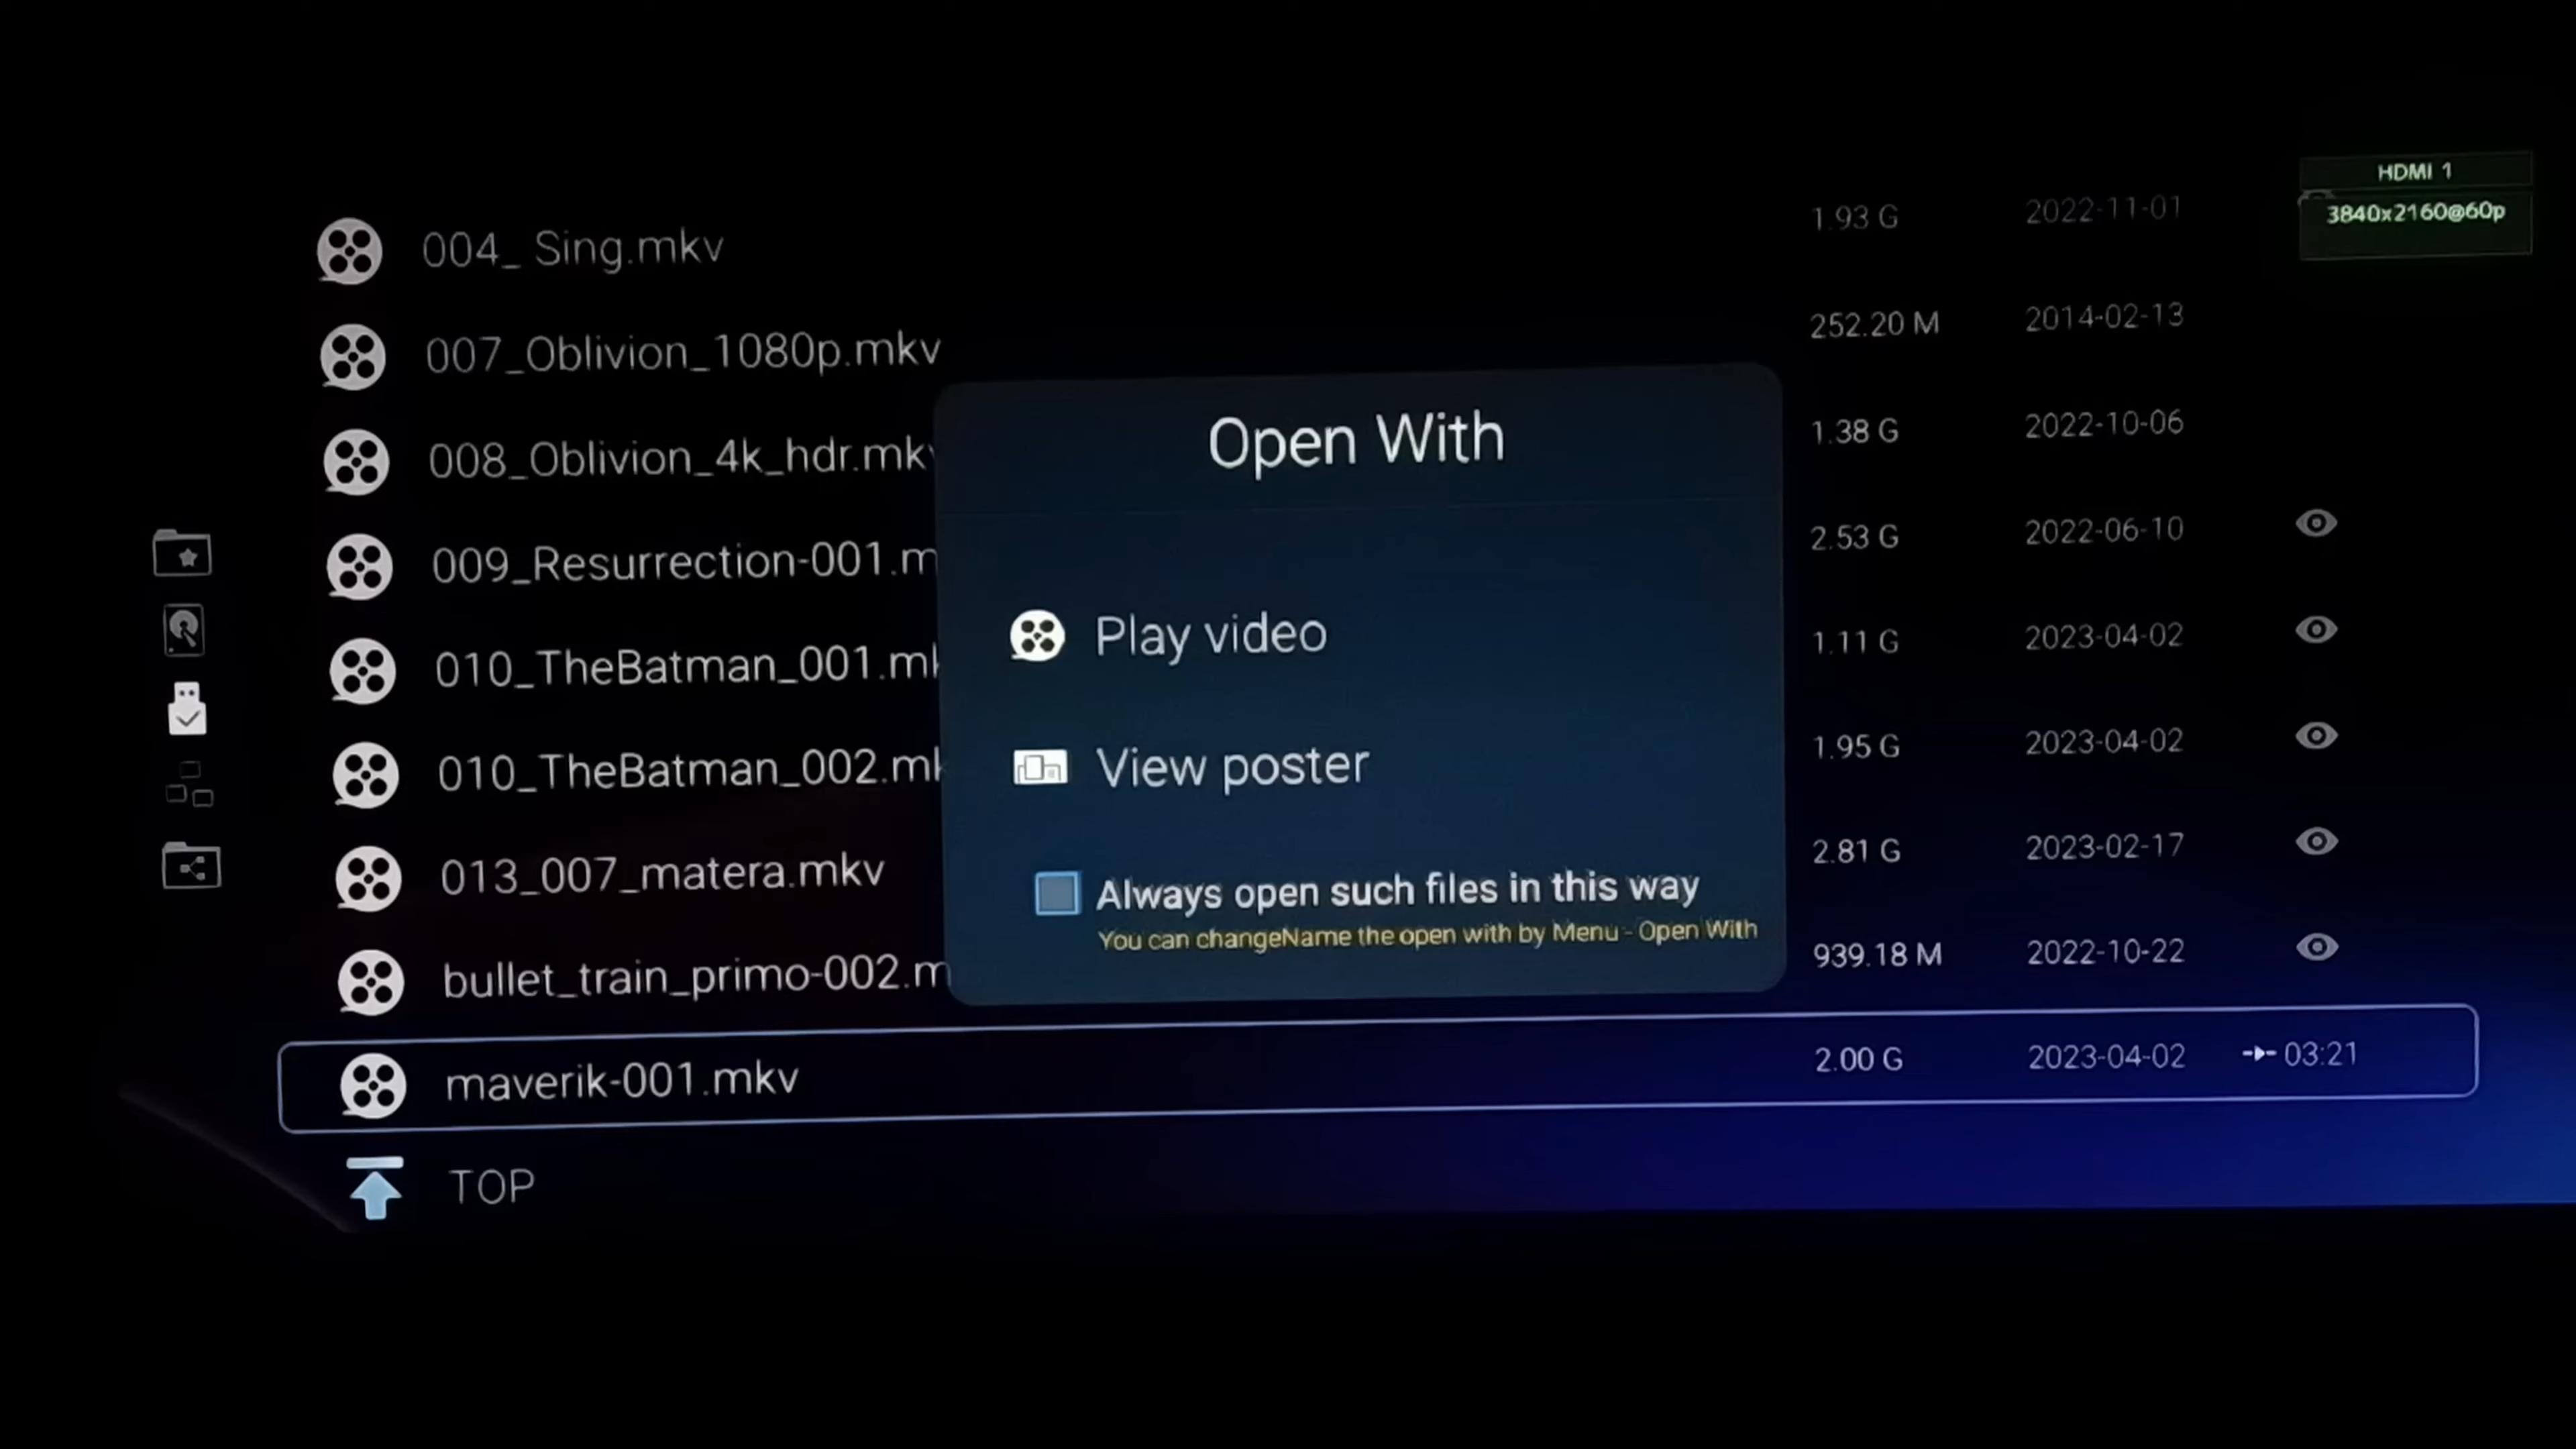 HDMI 1
3840x2160@60p
004_ Sing.mkv 1.93 G 2022-11-01
007_Oblivion_1080p.mkv 252.20 M 2014-02-13
008_Oblivion_4k_hdr.mkv 1.38 G 2022-10-06
009_Resurrection-001.m 2.53 G 2022-06-10
010_TheBatman_001.mk 1.11 G 2023-04-02
010_TheBatman_002.mk 1.95 G 2023-04-02
013_007_matera.mkv 2.81 G 2023-02-17
bullet_train_primo-002.m 939.18 M 2022-10-22
maverik-001.mkv 2.00 G 2023-04-02 03:21
TOP
Open With
Play video
View poster
Always open such files in this way
You can changeName the open with by Menu - Open With